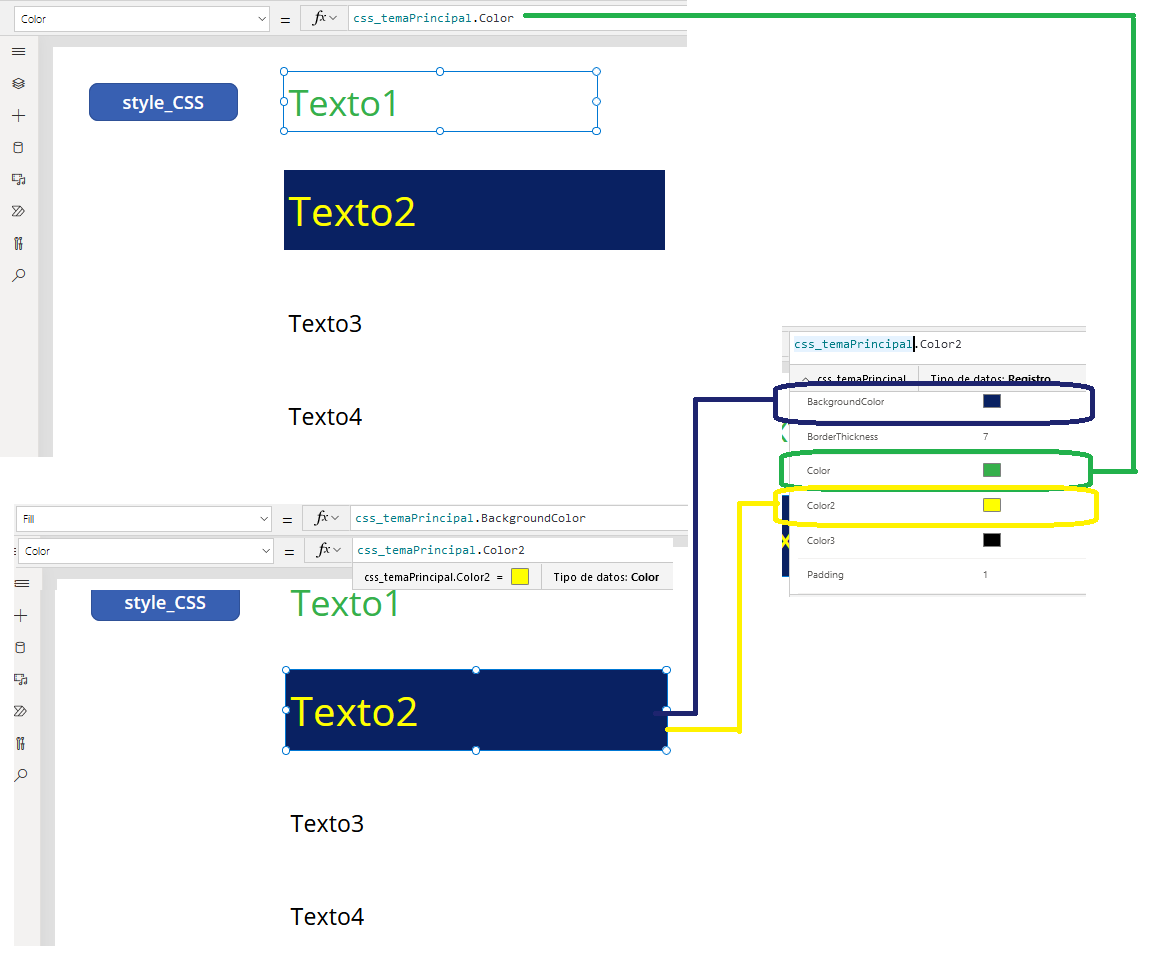 Color = fx css_temaPrincipal.Color
style_CSS
Texto1
Texto2
Texto3
Texto4
css_temaPrincipal.Color2
css_temaPrincipal Tipo de datos: Registro
BackgroundColor
BorderThickness 7
Color
Color2
Color3
Padding 1
Fill = fx css_temaPrincipal.BackgroundColor
Color = fx css_temaPrincipal.Color2
css_temaPrincipal.Color2 = Tipo de datos: Color
style_CSS
Texto1
Texto2
Texto3
Texto4